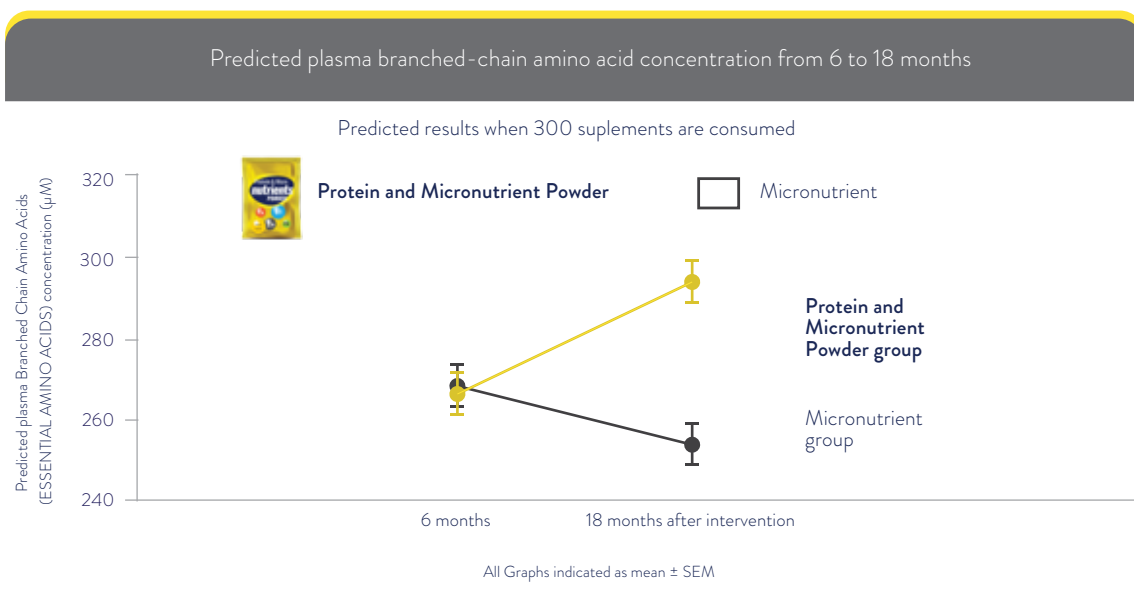 Predicted plasma branched-chain amino acid concentration from 6 to 18 months
Predicted results when 300 suplements are consumed
Predicted plasma Branched Chain Amino Acids
(ESSENTIAL AMINO ACIDS) concentration (µM)
320
300
280
260
240
nutrients
Protein and Micronutrient Powder
Micronutrient
Protein and
Micronutrient
Powder group
Micronutrient
group
6 months
18 months after intervention
All Graphs indicated as mean ± SEM